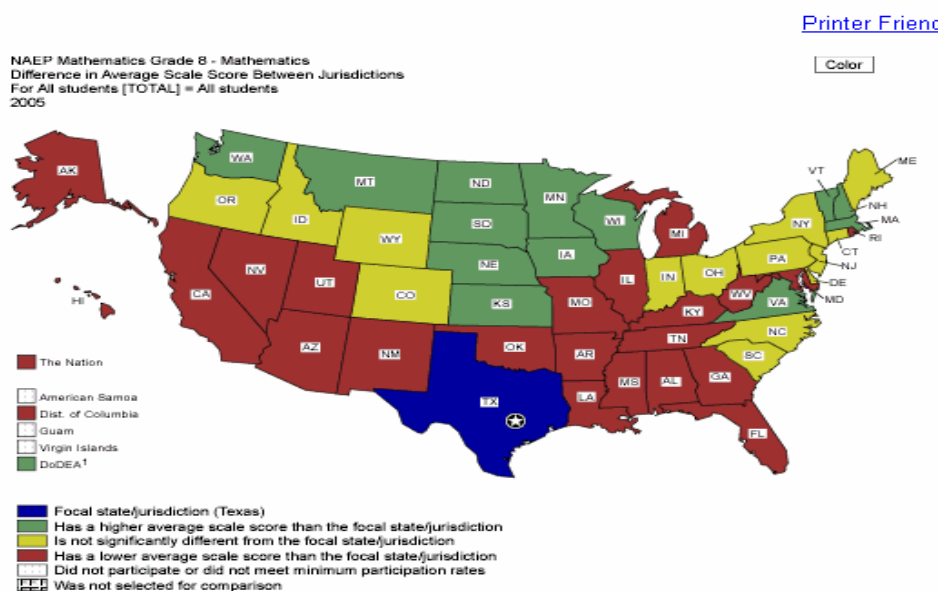 Printer Frienc
NAEP Mathematics Grade 8 - Mathematics
Difference in Average Scale Score Between Jurisdictions
For All students [TOTAL] = All students
2005
Color
AK
WA
MT
ND
MN
VT
ME
OR
ID
SD
WI
NH
MA
NY
WY
MI
RI
CT
IA
NE
PA
NJ
NV
UT
IL
IN
OH
DE
CA
CO
KS
MO
WV
VA
MD
HI
KY
NC
TN
AZ
NM
OK
AR
SC
MS
AL
GA
LA
TX
FL
The Nation
American Samoa
Dist. of Columbia
Guam
Virgin Islands
DoDEA¹
Focal state/jurisdiction (Texas)
Has a higher average scale score than the focal state/jurisdiction
Is not significantly different from the focal state/jurisdiction
Has a lower average scale score than the focal state/jurisdiction
Did not participate or did not meet minimum participation rates
Was not selected for comparison